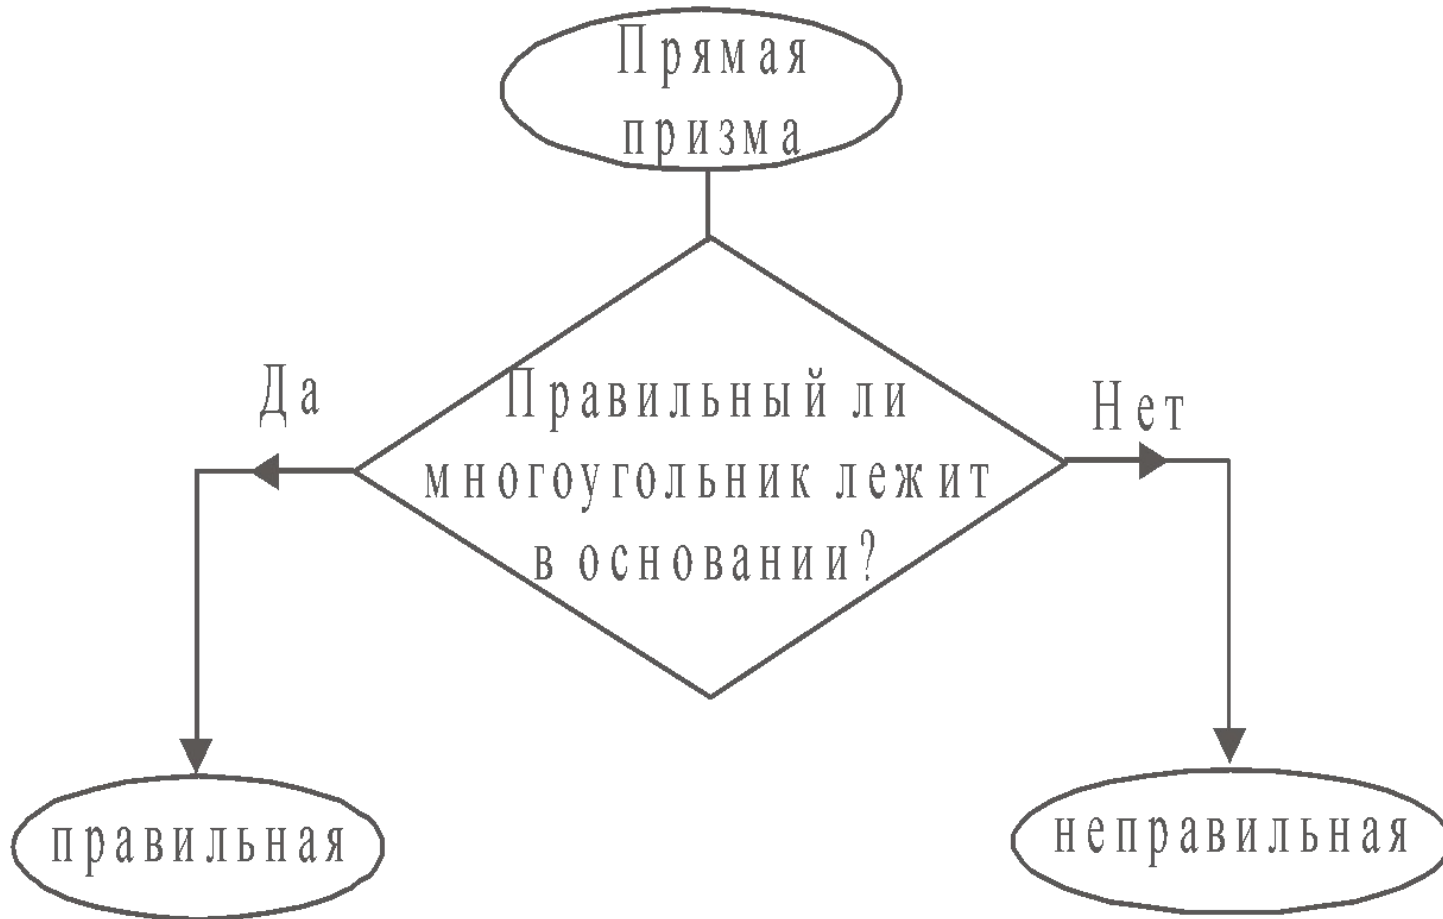 Прямая
призма
Да
Правильный ли
многоугольник лежит
в основании?
Нет
правильная
неправильная